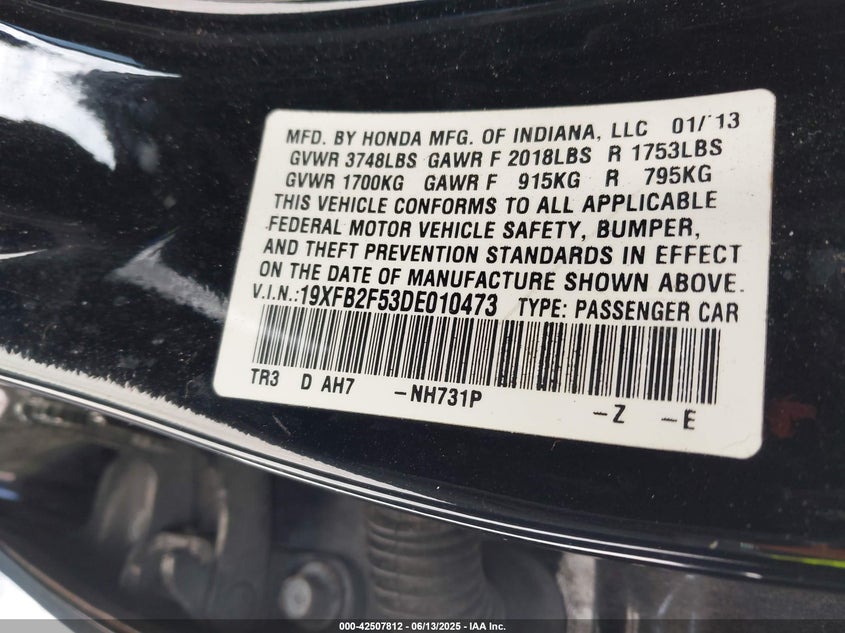 MFD. BY HONDA MFG. OF INDIANA, LLC 01/'13
GVWR 3748LBS GAWR F 2018LBS R 1753LBS
GVWR 1700KG GAWR F 915KG R 795KG
THIS VEHICLE CONFORMS TO ALL APPLICABLE
FEDERAL MOTOR VEHICLE SAFETY, BUMPER,
AND THEFT PREVENTION STANDARDS IN EFFECT
ON THE DATE OF MANUFACTURE SHOWN ABOVE.
V.I.N.:19XFB2F53DE010473 TYPE: PASSENGER CAR
TR3 D AH7 -NH731P -Z -E
000-42507812 - 06/13/2025 - IAA Inc.